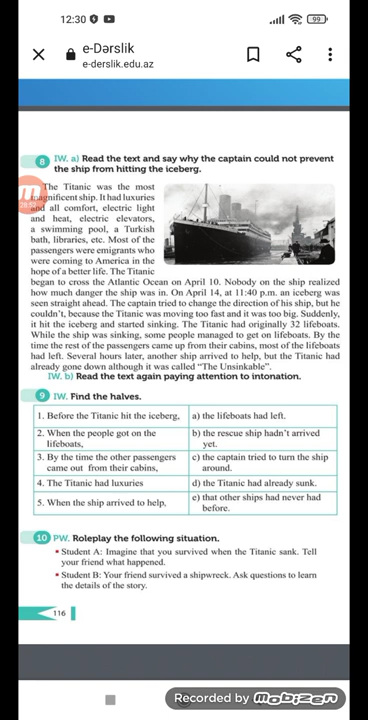 12:30
99
e-Dərslik
e-derslik.edu.az
8 IW. a) Read the text and say why the captain could not prevent
the ship from hitting the iceberg.
The Titanic was the most
magnificent ship. It had luxuries
and all comfort, electric light
and heat, electric elevators,
a swimming pool, a Turkish
bath, libraries, etc. Most of the
passengers were emigrants who
were coming to America in the
hope of a better life. The Titanic
began to cross the Atlantic Ocean on April 10. Nobody on the ship realized
how much danger the ship was in. On April 14, at 11:40 p.m. an iceberg was
seen straight ahead. The captain tried to change the direction of his ship, but he
couldn't, because the Titanic was moving too fast and it was too big. Suddenly,
it hit the iceberg and started sinking. The Titanic had originally 32 lifeboats.
While the ship was sinking, some people managed to get on lifeboats. By the
time the rest of the passengers came up from their cabins, most of the lifeboats
had left. Several hours later, another ship arrived to help, but the Titanic had
already gone down although it was called "The Unsinkable".
IW. b) Read the text again paying attention to intonation.
9 IW. Find the halves.
1. Before the Titanic hit the iceberg, a) the lifeboats had left.
2. When the people got on the b) the rescue ship hadn't arrived
lifeboats, yet.
3. By the time the other passengers c) the captain tried to turn the ship
came out from their cabins, around.
4. The Titanic had luxuries d) the Titanic had already sunk.
5. When the ship arrived to help, e) that other ships had never had
before.
10 PW. Roleplay the following situation.
▪ Student A: Imagine that you survived when the Titanic sank. Tell
your friend what happened.
▪ Student B: Your friend survived a shipwreck. Ask questions to learn
the details of the story.
116
Recorded by mobizen